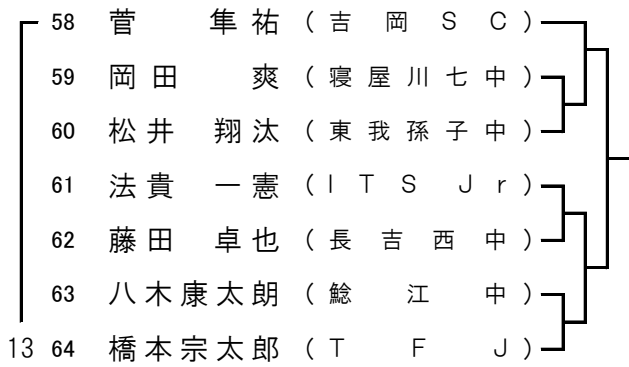 58 菅 隼祐 (吉岡SC)
59 岡田 爽 (寝屋川七中)
60 松井 翔汰 (東我孫子中)
61 法貴 一憲 (ITSJr)
62 藤田 卓也 (長吉西中)
63 八木康太朗 (鯰江中)
13 64 橋本宗太郎 (TFJ)